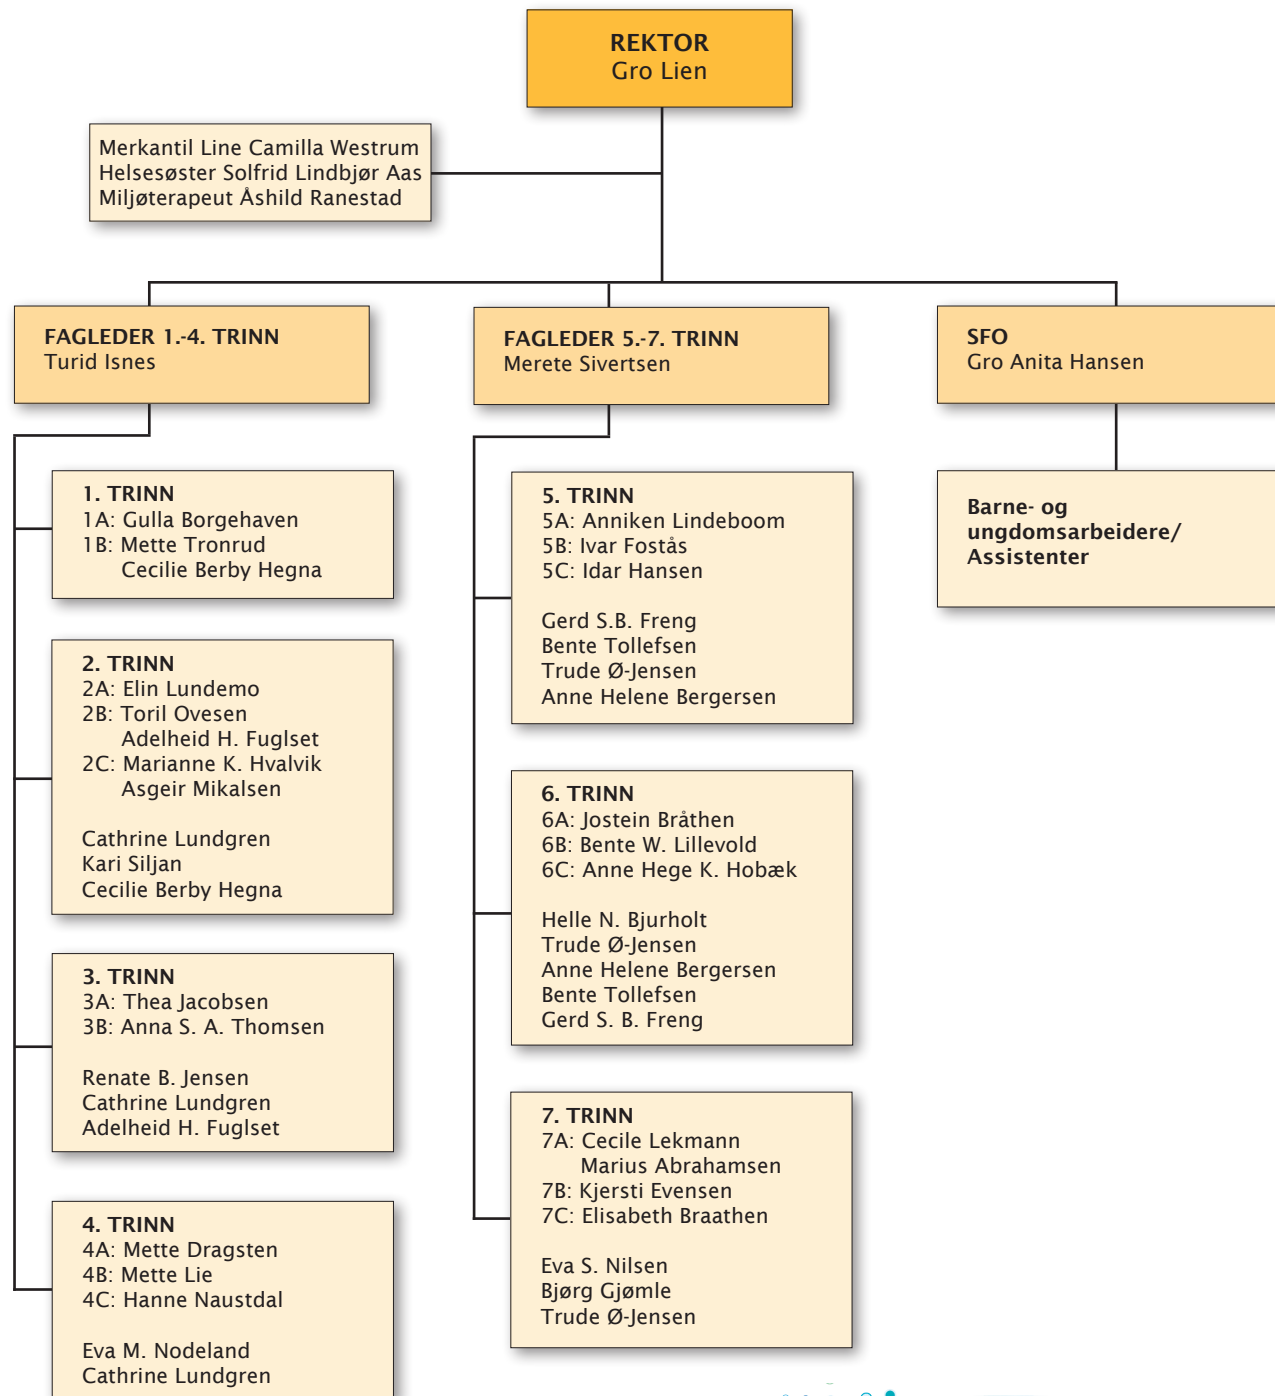 REKTOR
Gro Lien
Merkantil Line Camilla Westrum
Helsesøster Solfrid Lindbjør Aas
Miljøterapeut Åshild Ranestad
FAGLEDER 1.-4. TRINN
Turid Isnes
FAGLEDER 5.-7. TRINN
Merete Sivertsen
SFO
Gro Anita Hansen
1. TRINN
1A: Gulla Borgehaven
1B: Mette Tronrud
Cecilie Berby Hegna
2. TRINN
2A: Elin Lundemo
2B: Toril Ovesen
Adelheid H. Fuglset
2C: Marianne K. Hvalvik
Asgeir Mikalsen
Cathrine Lundgren
Kari Siljan
Cecilie Berby Hegna
3. TRINN
3A: Thea Jacobsen
3B: Anna S. A. Thomsen
Renate B. Jensen
Cathrine Lundgren
Adelheid H. Fuglset
4. TRINN
4A: Mette Dragsten
4B: Mette Lie
4C: Hanne Naustdal
Eva M. Nodeland
Cathrine Lundgren
5. TRINN
5A: Anniken Lindeboom
5B: Ivar Fostås
5C: Idar Hansen
Gerd S.B. Freng
Bente Tollefsen
Trude Ø-Jensen
Anne Helene Bergersen
6. TRINN
6A: Jostein Bråthen
6B: Bente W. Lillevold
6C: Anne Hege K. Hobæk
Helle N. Bjurholt
Trude Ø-Jensen
Anne Helene Bergersen
Bente Tollefsen
Gerd S. B. Freng
7. TRINN
7A: Cecile Lekmann
Marius Abrahamsen
7B: Kjersti Evensen
7C: Elisabeth Braathen
Eva S. Nilsen
Bjørg Gjømle
Trude Ø-Jensen
Barne- og
ungdomsarbeidere/
Assistenter